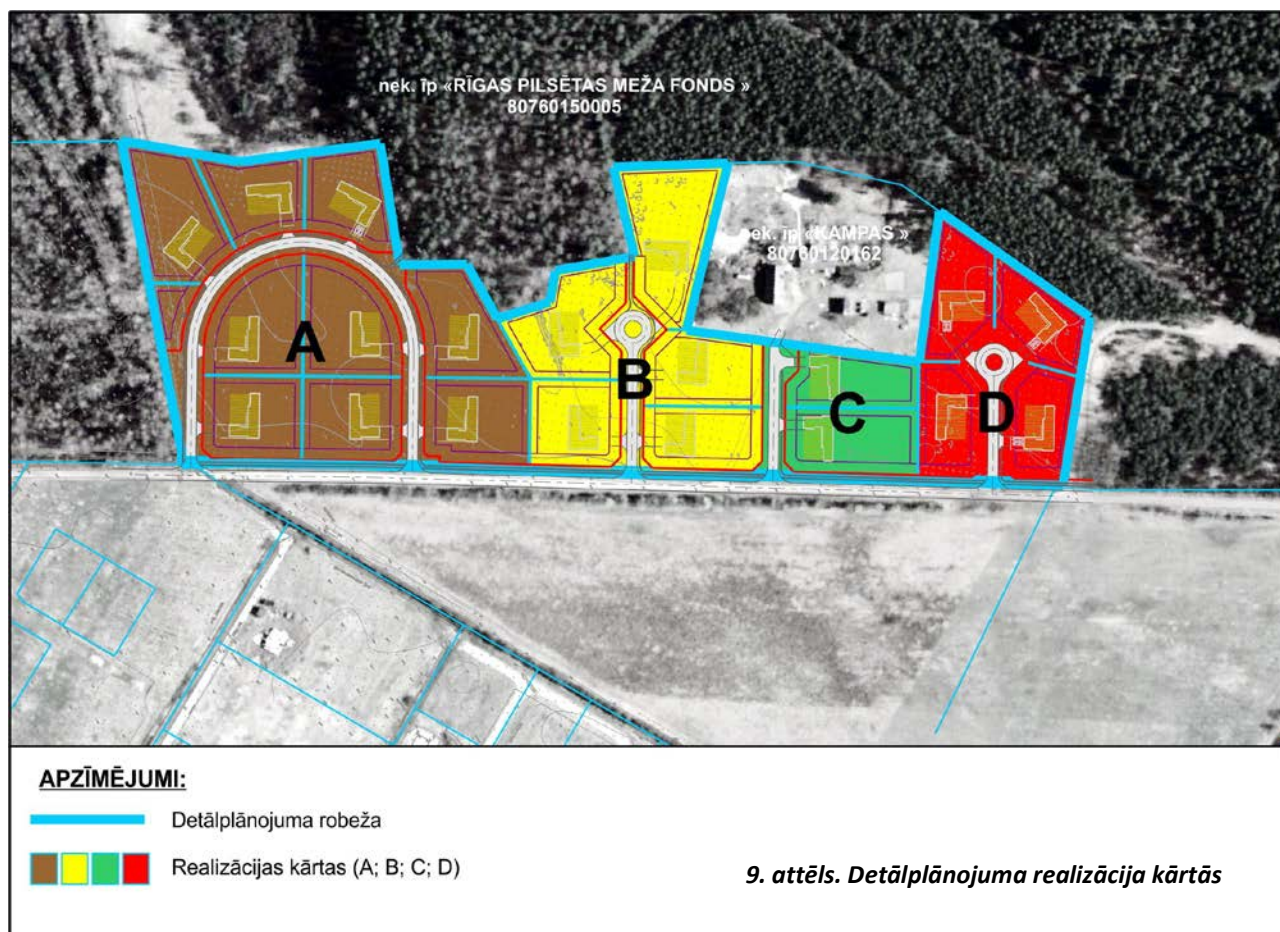 nek. īp «RĪGAS PILSĒTAS MEŽA FONDS »
80760150005
nek. īp «KAMPAS »
80760120162
A
B
C
D
APZĪMĒJUMI:
Detālplānojuma robeža
Realizācijas kārtas (A; B; C; D)
9. attēls. Detālplānojuma realizācija kārtās